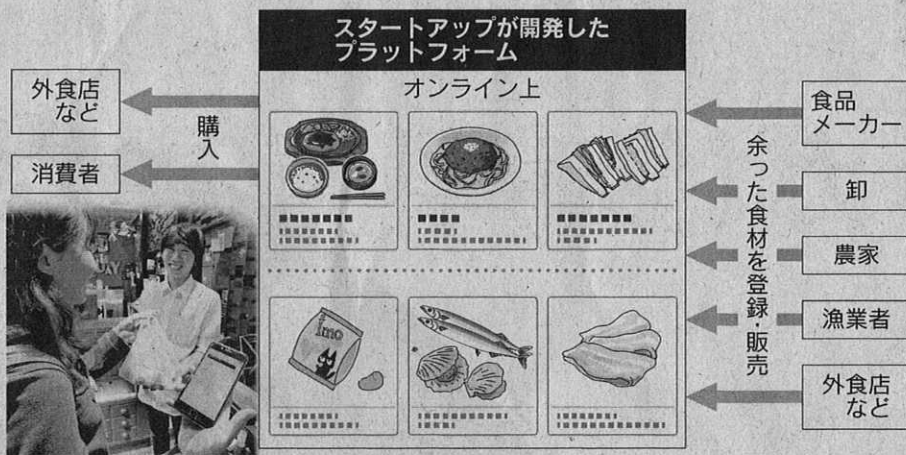 スタートアップが開発した
プラットフォーム
オンライン上
外食店
など
購入
消費者
食品
メーカー
卸
農家
漁業者
外食店
など
余った食材を登録・販売
Imo